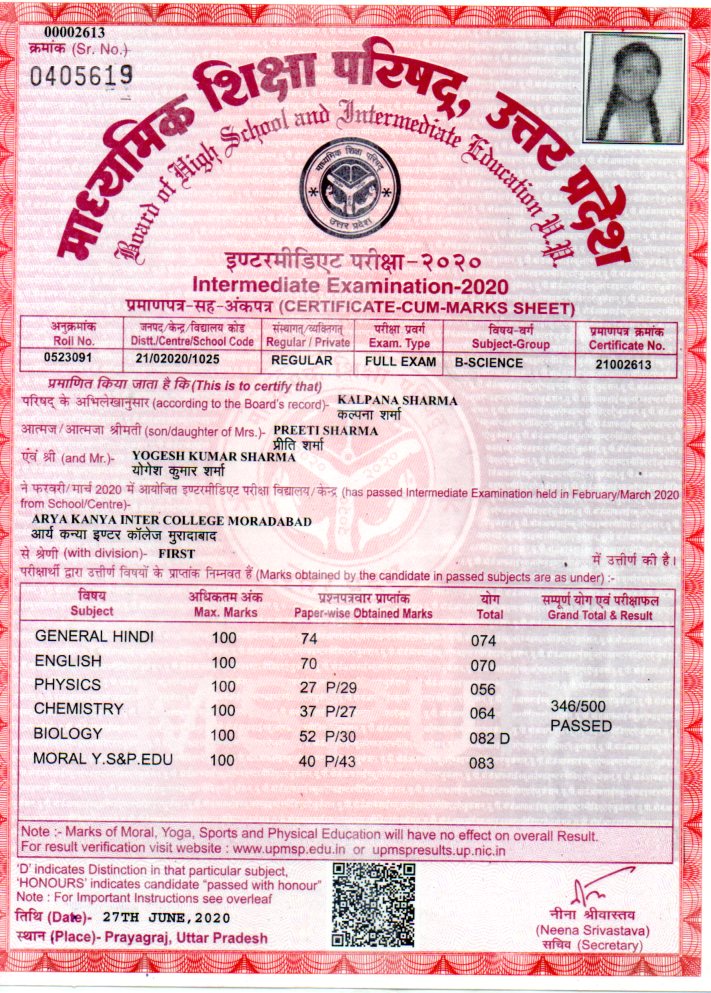 00002613
क्रमांक (Sr. No.)
0405619
माध्यमिक शिक्षा परिषद्, उत्तर प्रदेश
Board of High School and Intermediate Education U.P.
माध्यमिक शिक्षा परिषद
उत्तर प्रदेश
इण्टरमीडिएट परीक्षा-२०२०
Intermediate Examination-2020
प्रमाणपत्र-सह-अंकपत्र (CERTIFICATE-CUM-MARKS SHEET)
अनुक्रमांक जनपद/केन्द्र/विद्यालय कोड संस्थागत/व्यक्तिगत परीक्षा प्रवर्ग विषय-वर्ग प्रमाणपत्र क्रमांक
Roll No. Distt./Centre/School Code Regular / Private Exam. Type Subject-Group Certificate No.
0523091 21/02020/1025 REGULAR FULL EXAM B-SCIENCE 21002613
प्रमाणित किया जाता है कि (This is to certify that)
परिषद् के अभिलेखानुसार (according to the Board's record)- KALPANA SHARMA
कल्पना शर्मा
आत्मज/आत्मजा श्रीमती (son/daughter of Mrs.)- PREETI SHARMA
प्रीति शर्मा
एवं श्री (and Mr.)- YOGESH KUMAR SHARMA
योगेश कुमार शर्मा
ने फरवरी/मार्च 2020 में आयोजित इण्टरमीडिएट परीक्षा विद्यालय/केन्द्र (has passed Intermediate Examination held in February/March 2020
from School/Centre)-
ARYA KANYA INTER COLLEGE MORADABAD
आर्य कन्या इण्टर कॉलेज मुरादाबाद
से श्रेणी (with division)- FIRST में उत्तीर्ण की है।
परीक्षार्थी द्वारा उत्तीर्ण विषयों के प्राप्तांक निम्नवत हैं (Marks obtained by the candidate in passed subjects are as under) :-
विषय अधिकतम अंक प्रश्नपत्रवार प्राप्तांक योग सम्पूर्ण योग एवं परीक्षाफल
Subject Max. Marks Paper-wise Obtained Marks Total Grand Total & Result
GENERAL HINDI 100 74 074
ENGLISH 100 70 070
PHYSICS 100 27 P/29 056
CHEMISTRY 100 37 P/27 064 346/500
PASSED
BIOLOGY 100 52 P/30 082 D
MORAL Y.S&P.EDU 100 40 P/43 083
Note :- Marks of Moral, Yoga, Sports and Physical Education will have no effect on overall Result.
For result verification visit website : www.upmsp.edu.in or upmspresults.up.nic.in
'D' indicates Distinction in that particular subject,
'HONOURS' indicates candidate "passed with honour"
Note : For Important Instructions see overleaf
तिथि (Date)- 27TH JUNE,2020
स्थान (Place)- Prayagraj, Uttar Pradesh
नीना श्रीवास्तव
(Neena Srivastava)
सचिव (Secretary)